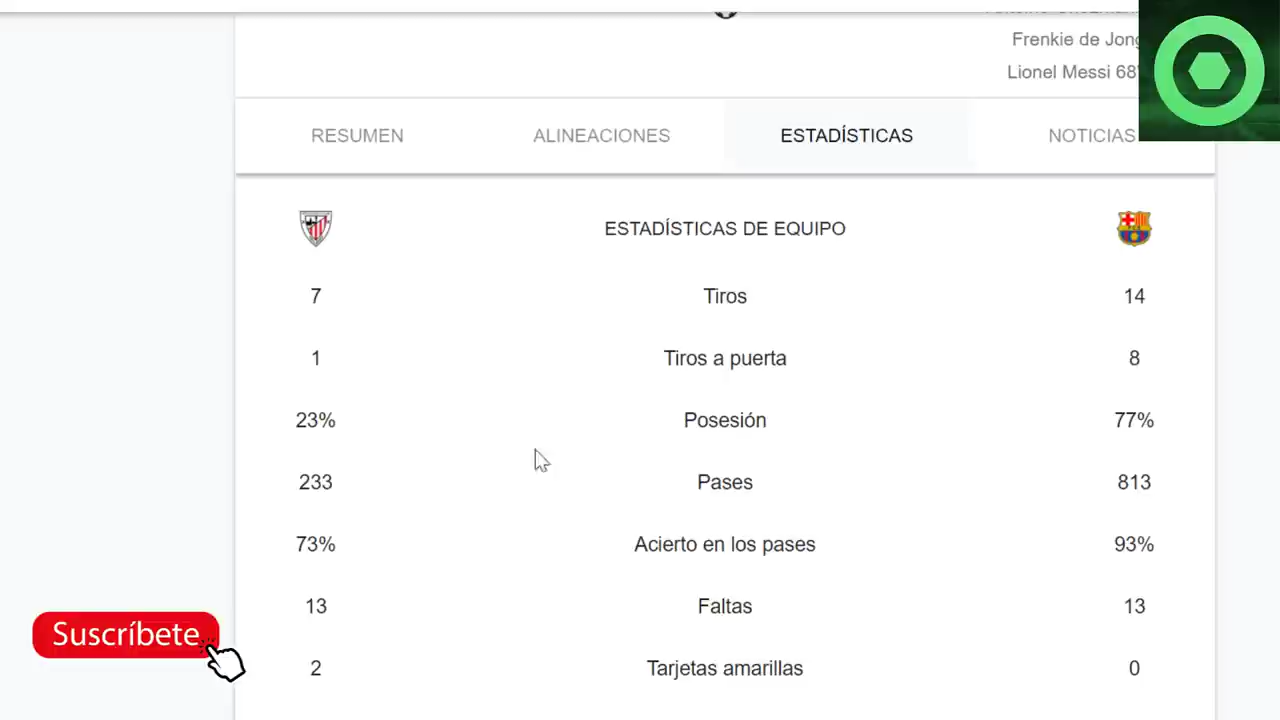 Frenkie de Jong
Lionel Messi 68'
RESUMEN ALINEACIONES ESTADÍSTICAS NOTICIAS
ESTADÍSTICAS DE EQUIPO
7 Tiros 14
1 Tiros a puerta 8
23% Posesión 77%
233 Pases 813
73% Acierto en los pases 93%
13 Faltas 13
Suscríbete
2 Tarjetas amarillas 0